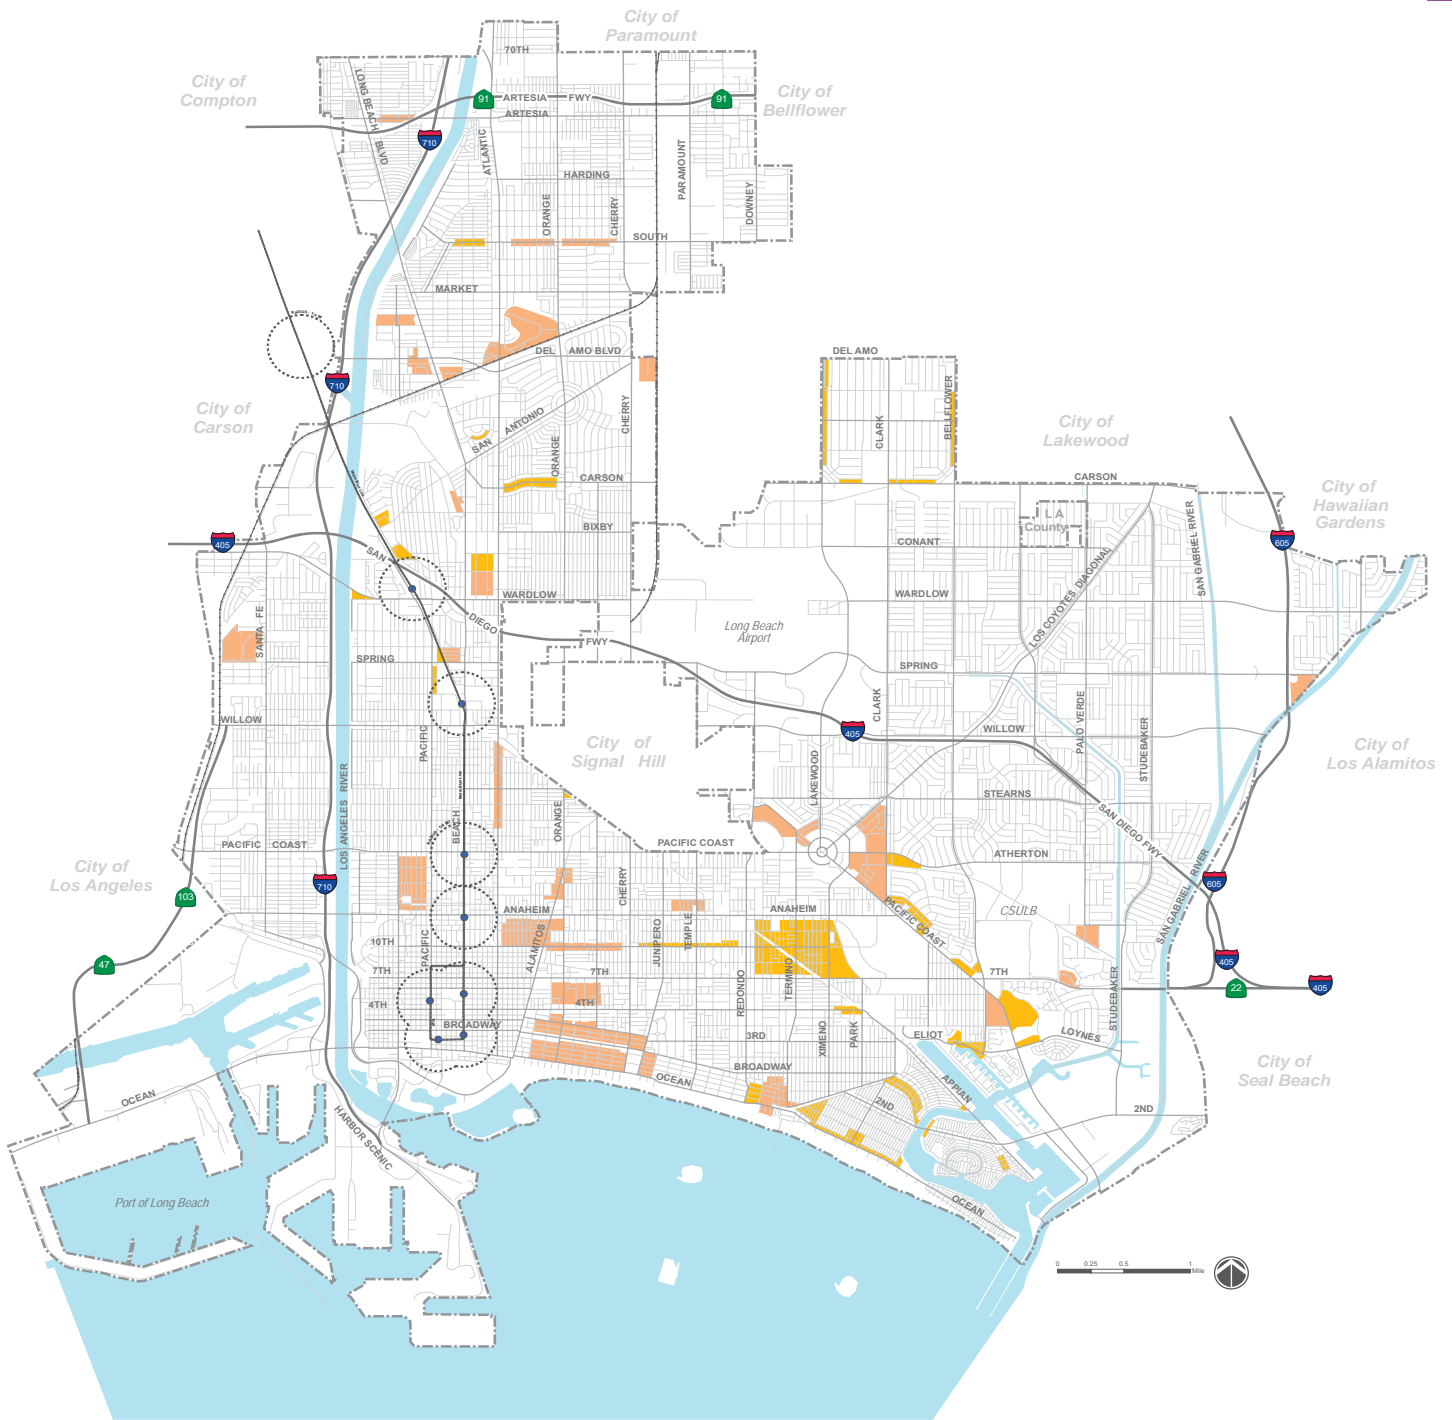 City of
Paramount
70TH
City of
Compton
LONG BEACH BLVD
91
ARTESIA FWY
91
City of
Bellflower
ARTESIA
710
ATLANTIC
HARDING
PARAMOUNT
ORANGE
CHERRY
DOWNEY
SOUTH
MARKET
DEL AMO BLVD
DEL AMO
710
City of
Carson
SAN ANTONIO
CHERRY
CLARK
BELLFLOWER
City of
Lakewood
ORANGE
CARSON
CARSON
City of
Hawaiian
Gardens
BIXBY
L A
County
SAN GABRIEL RIVER
405
SAN DIEGO FWY
CONANT
605
LOS COYOTES DIAGONAL
WARDLOW
WARDLOW
SANTA FE
Long Beach
Airport
SPRING
SPRING
WILLOW
PACIFIC
City of
Signal Hill
CLARK
405
WILLOW
PALO VERDE
STUDEBAKER
City of
Los Alamitos
LOS ANGELES RIVER
LAKEWOOD
STEARNS
BEACH
ORANGE
SAN DIEGO FWY
PACIFIC COAST
PACIFIC COAST
ATHERTON
City of
Los Angeles
710
103
CHERRY
605
SAN GABRIEL RIVER
ANAHEIM
ANAHEIM
PACIFIC COAST
CSULB
JUNIPERO
TEMPLE
10TH
PACIFIC
ALAMITOS
47
7TH
7TH
7TH
405
REDONDO
TERMINO
STUDEBAKER
22
405
4TH
4TH
BROADWAY
3RD
XIMENO
PARK
ELIOT
LOYNES
BROADWAY
City of
Seal Beach
OCEAN
OCEAN
APPIAN
2ND
2ND
HARBOR SCENIC
Port of Long Beach
OCEAN
0
0.25
0.5
1
Mile